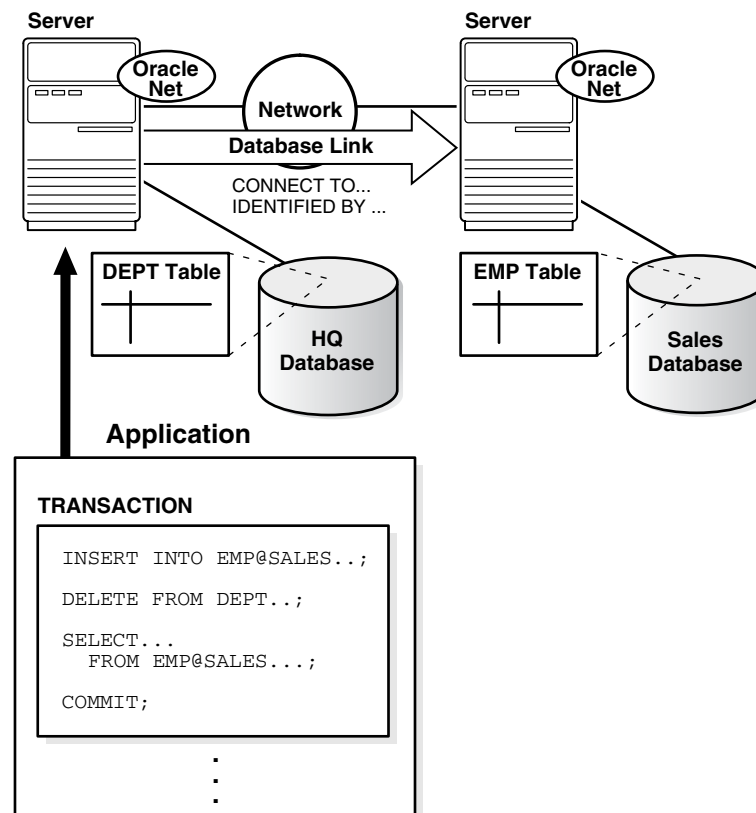 Server
Server
Oracle
Net
Oracle
Net
Network
Database Link
CONNECT TO...
IDENTIFIED BY ...
DEPT Table
EMP Table
HQ
Database
Sales
Database
Application
TRANSACTION
INSERT INTO EMP@SALES..;
DELETE FROM DEPT..;
SELECT...
FROM EMP@SALES...;
COMMIT;
.
.
.